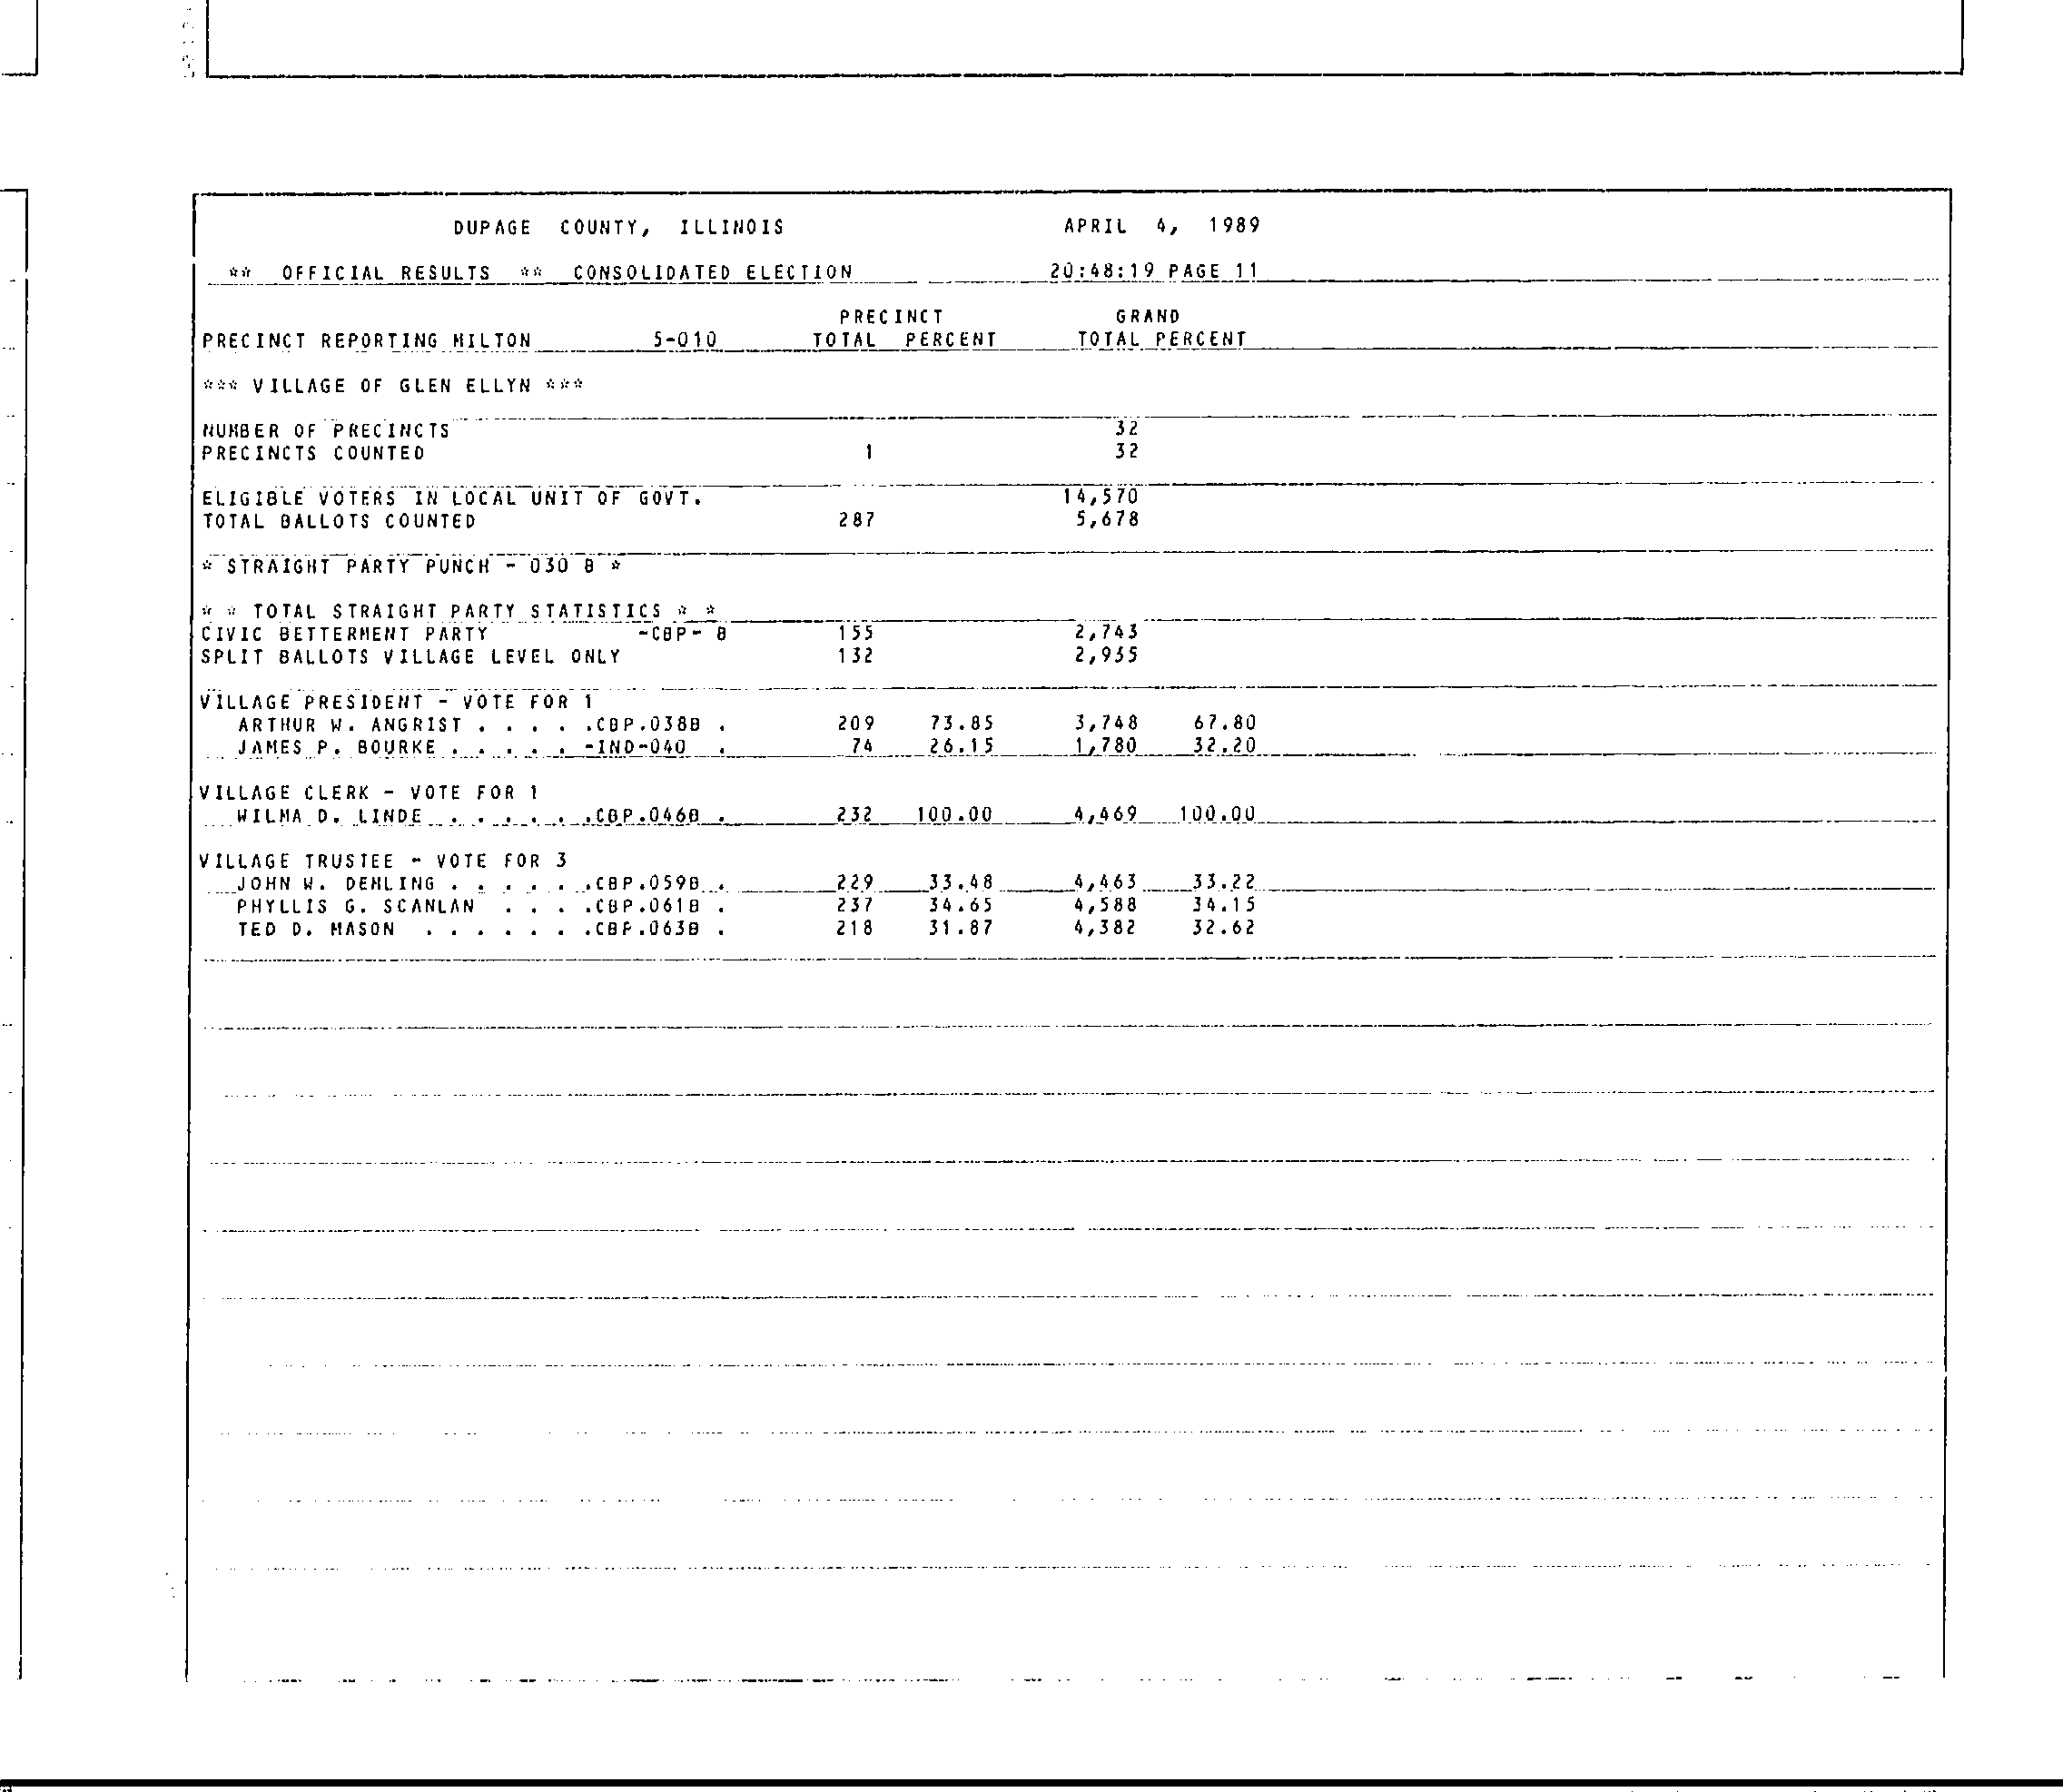 DUPAGE COUNTY, ILLINOIS APRIL 4, 1989
** OFFICIAL RESULTS ** CONSOLIDATED ELECTION 20:48:19 PAGE 11
PRECINCT GRAND
PRECINCT REPORTING MILTON 5-010 TOTAL PERCENT TOTAL PERCENT
*** VILLAGE OF GLEN ELLYN ***
NUMBER OF PRECINCTS 32
PRECINCTS COUNTED 1 32
ELIGIBLE VOTERS IN LOCAL UNIT OF GOVT. 14,570
TOTAL BALLOTS COUNTED 287 5,678
* STRAIGHT PARTY PUNCH - 030 B *
* * TOTAL STRAIGHT PARTY STATISTICS * *
CIVIC BETTERMENT PARTY -CBP- B 155 2,743
SPLIT BALLOTS VILLAGE LEVEL ONLY 132 2,935
VILLAGE PRESIDENT - VOTE FOR 1
ARTHUR W. ANGRIST . . . . .CBP.038B . 209 73.85 3,748 67.80
JAMES P. BOURKE . . . . . -IND-040 . 74 26.15 1,780 32.20
VILLAGE CLERK - VOTE FOR 1
WILMA D. LINDE . . . . . . .CBP.046B . 232 100.00 4,469 100.00
VILLAGE TRUSTEE - VOTE FOR 3
JOHN W. DEMLING . . . . . .CBP.059B . 229 33.48 4,463 33.22
PHYLLIS G. SCANLAN . . . .CBP.061B . 237 34.65 4,588 34.15
TED D. MASON . . . . . . .CBP.063B . 218 31.87 4,382 32.62